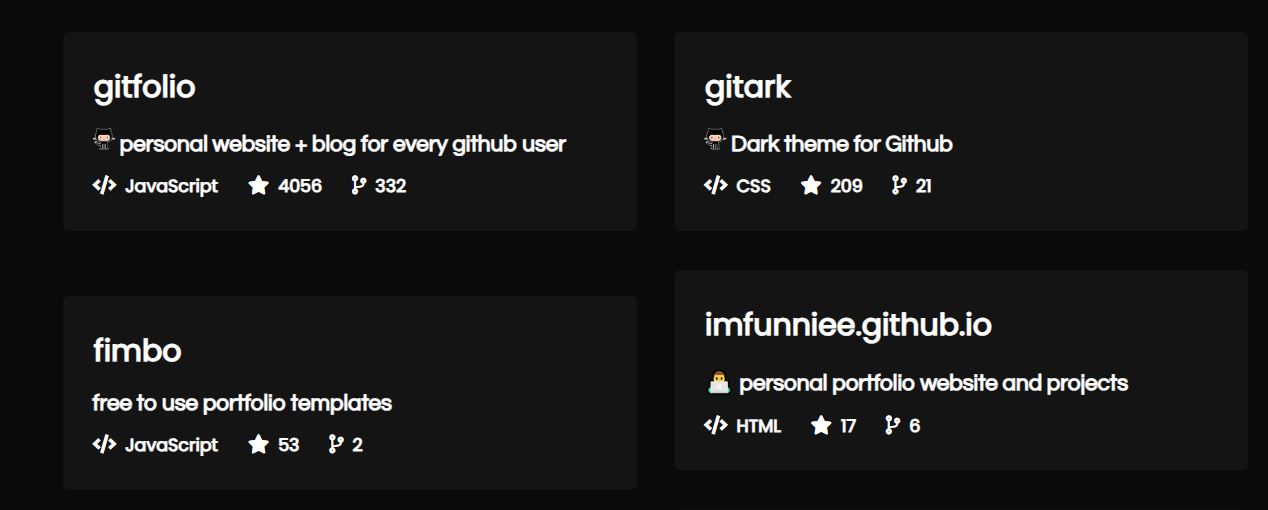 gitfolio
personal website + blog for every github user
JavaScript 4056 332
gitark
Dark theme for Github
CSS 209 21
fimbo
free to use portfolio templates
JavaScript 53 2
imfunniee.github.io
personal portfolio website and projects
HTML 17 6